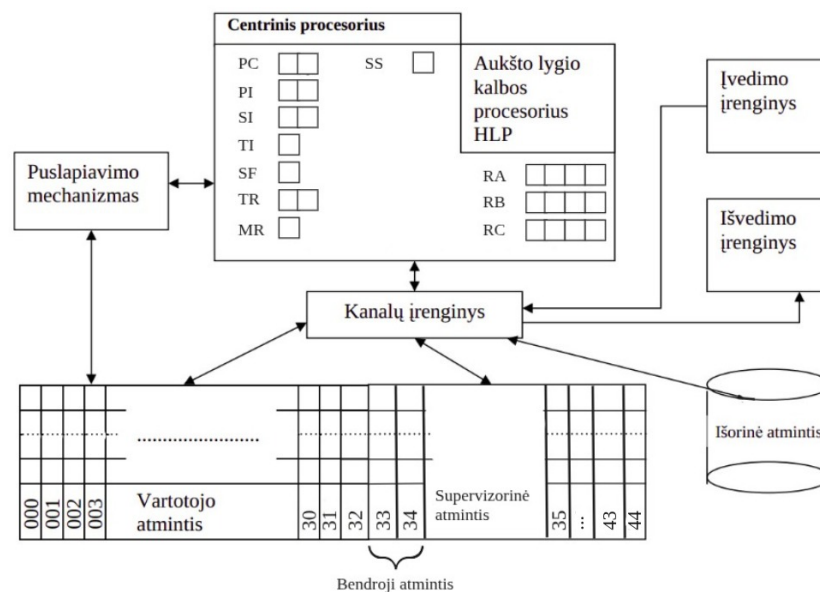 Centrinis procesorius
PC
SS
PI
SI
TI
SF
TR
MR
Aukšto lygio
kalbos
procesorius
HLP
RA
RB
RC
Įvedimo
įrenginys
Puslapiavimo
mechanizmas
Išvedimo
įrenginys
Kanalų įrenginys
Išorinė atmintis
000
001
002
003
Vartotojo
atmintis
30
31
32
33
34
Supervizorinė
atmintis
35
...
43
44
Bendroji atmintis